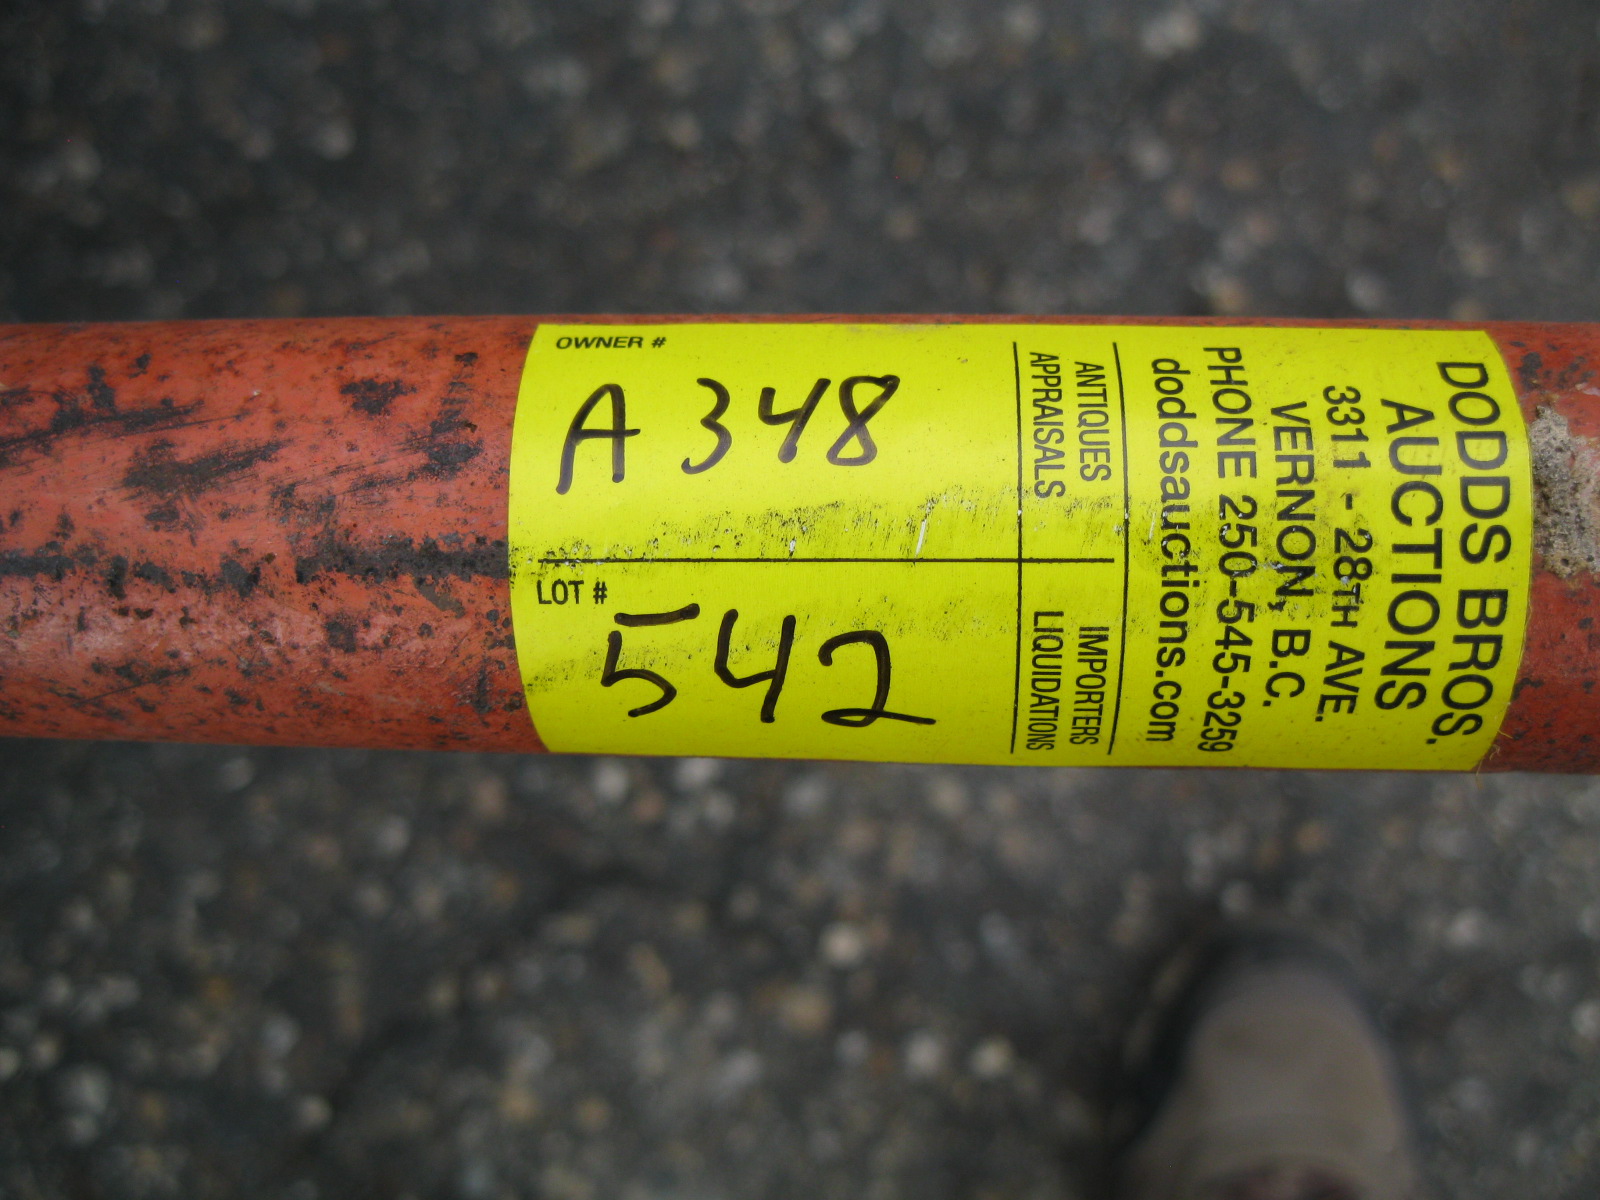 OWNER #
A 348
LOT #
542
ANTIQUES
APPRAISALS
IMPORTERS
LIQUIDATIONS
DODDS BROS.
AUCTIONS
3311 - 28TH AVE.
VERNON, B.C.
PHONE 250-545-3259
doddsauctions.com